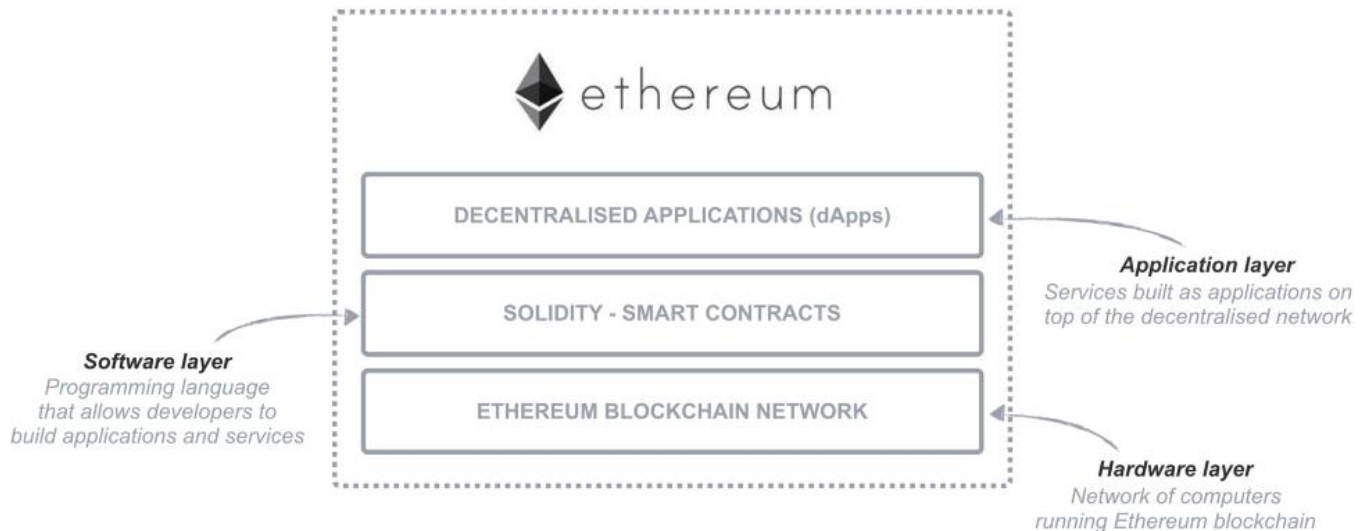 ethereum
DECENTRALISED APPLICATIONS (dApps)
Application layer
Services built as applications on
top of the decentralised network
SOLIDITY - SMART CONTRACTS
Software layer
Programming language
that allows developers to
build applications and services
ETHEREUM BLOCKCHAIN NETWORK
Hardware layer
Network of computers
running Ethereum blockchain